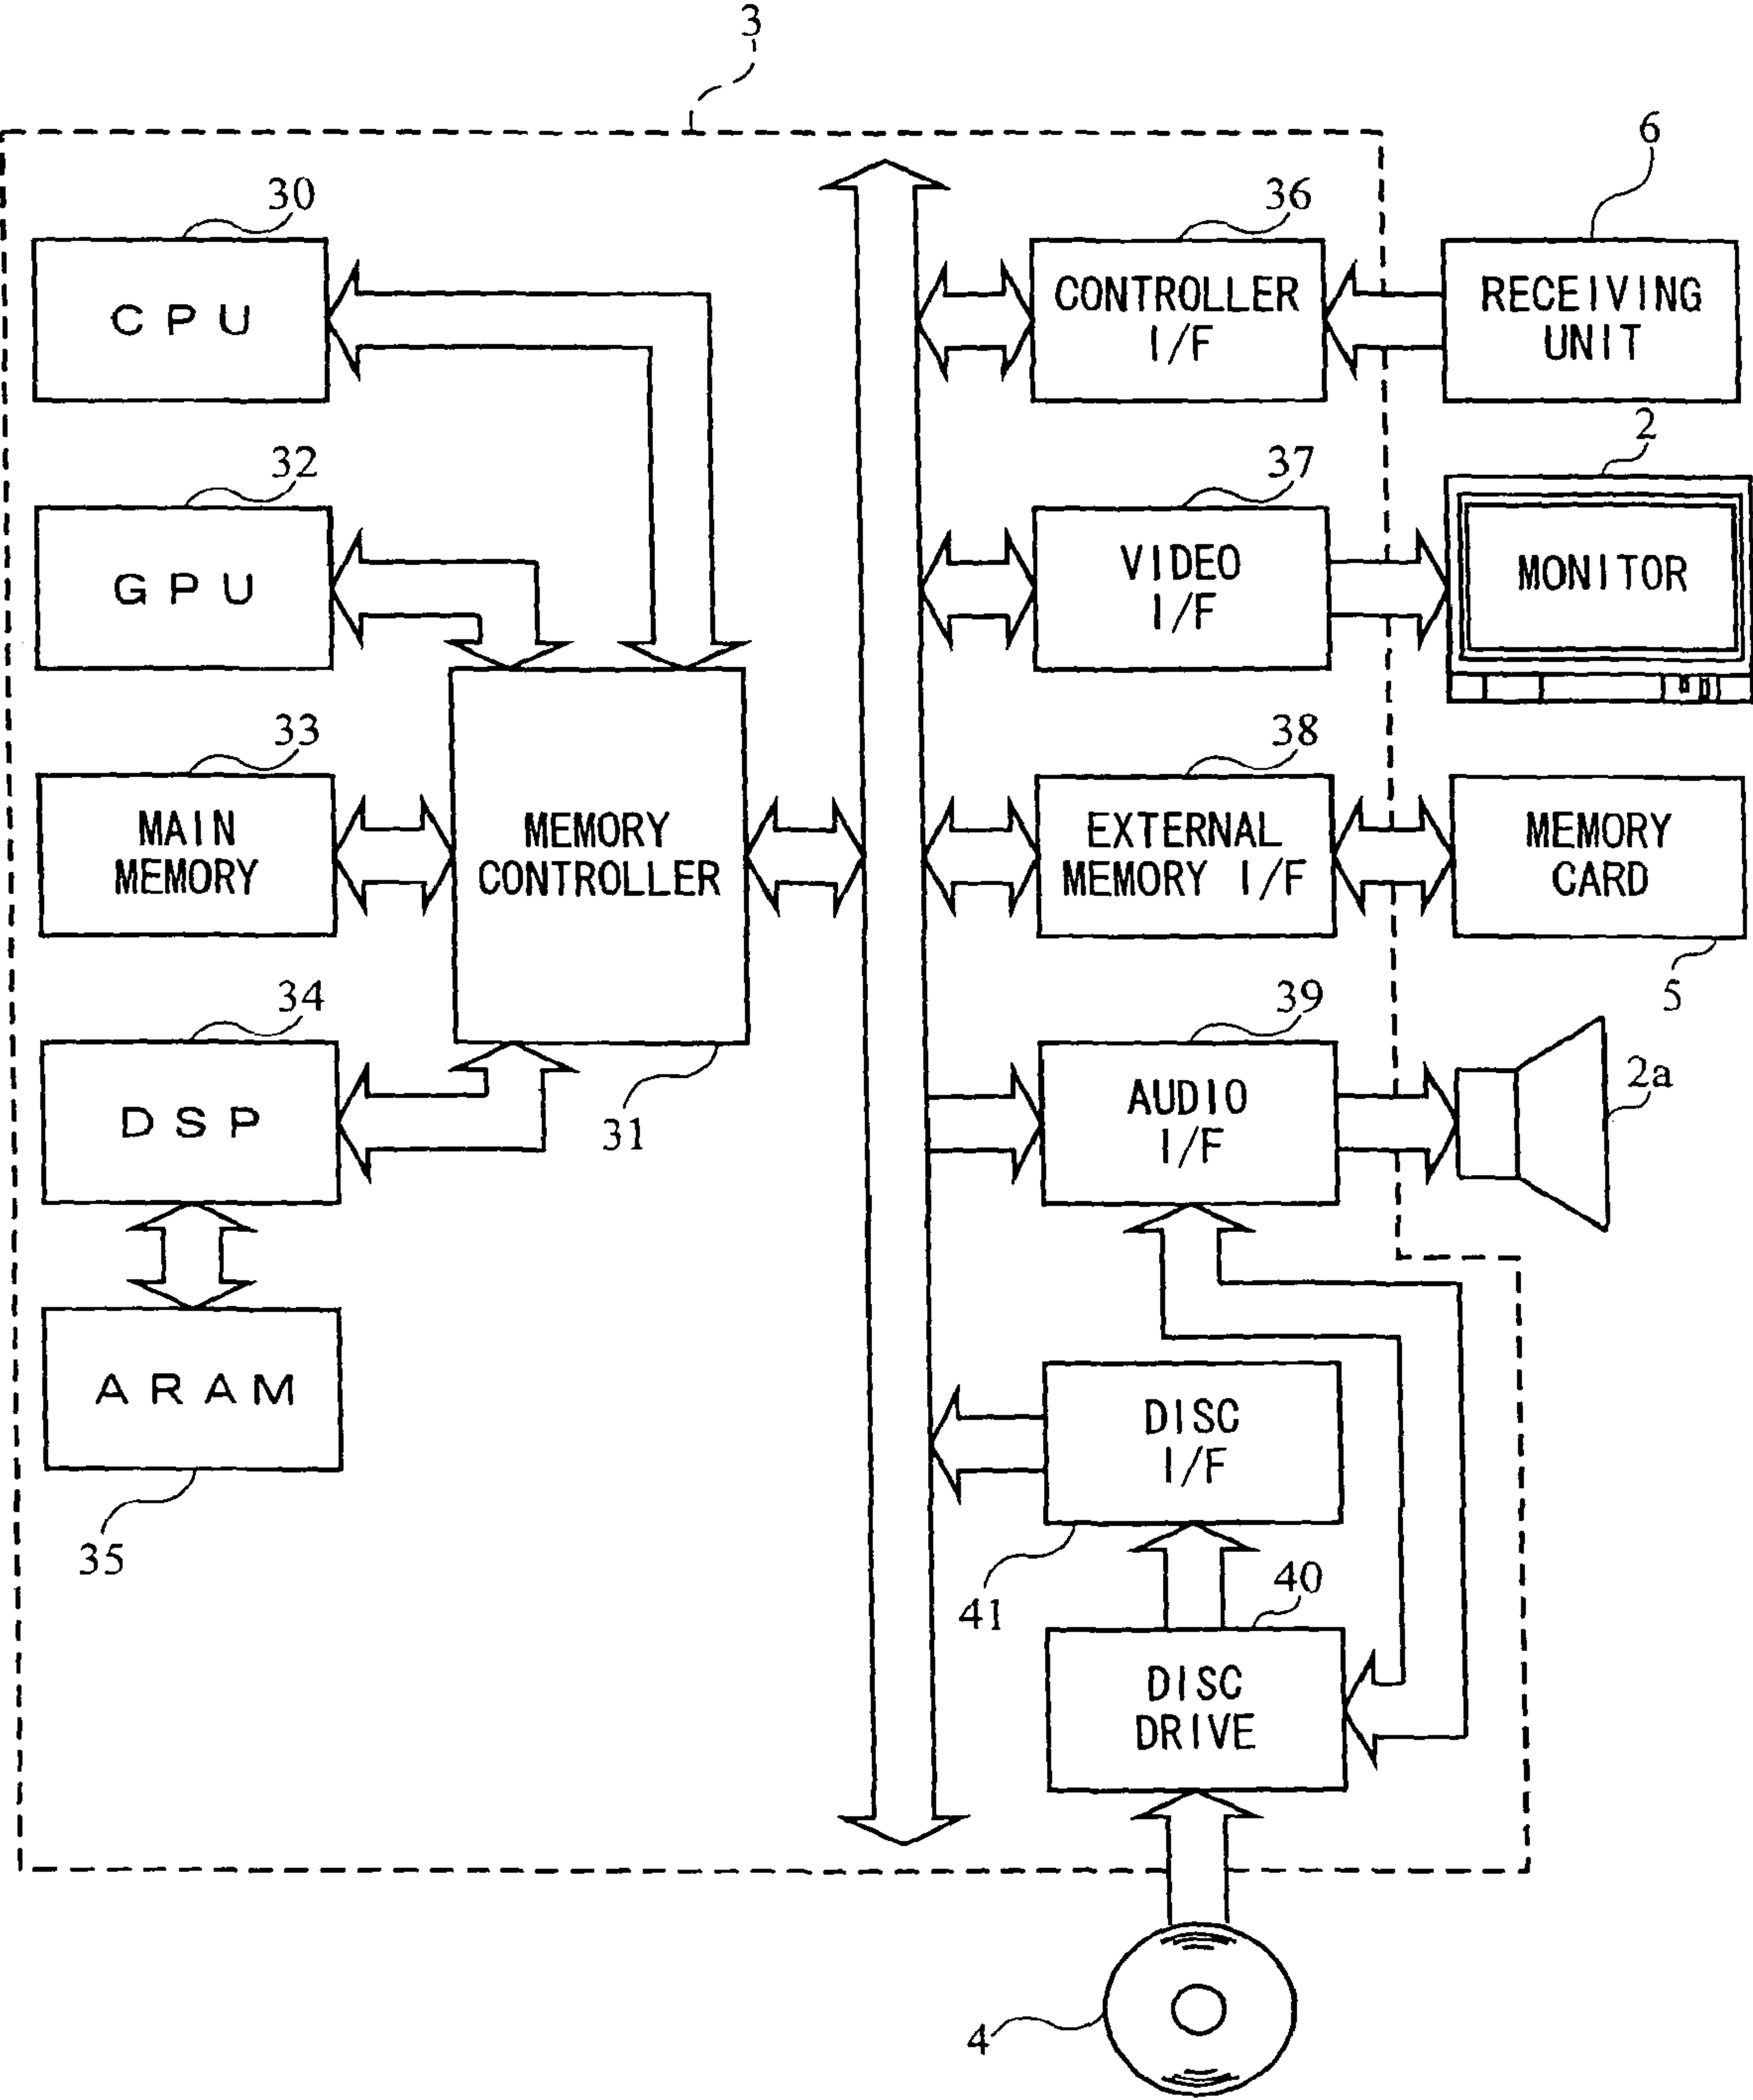 3
6
30
36
CPU
CONTROLLER
I/F
RECEIVING
UNIT
2
32
37
GPU
VIDEO
I/F
MONITOR
33
38
MAIN
MEMORY
MEMORY
CONTROLLER
EXTERNAL
MEMORY I/F
MEMORY
CARD
5
34
39
DSP
31
AUDIO
I/F
2a
ARAM
35
DISC
I/F
41
40
DISC
DRIVE
4